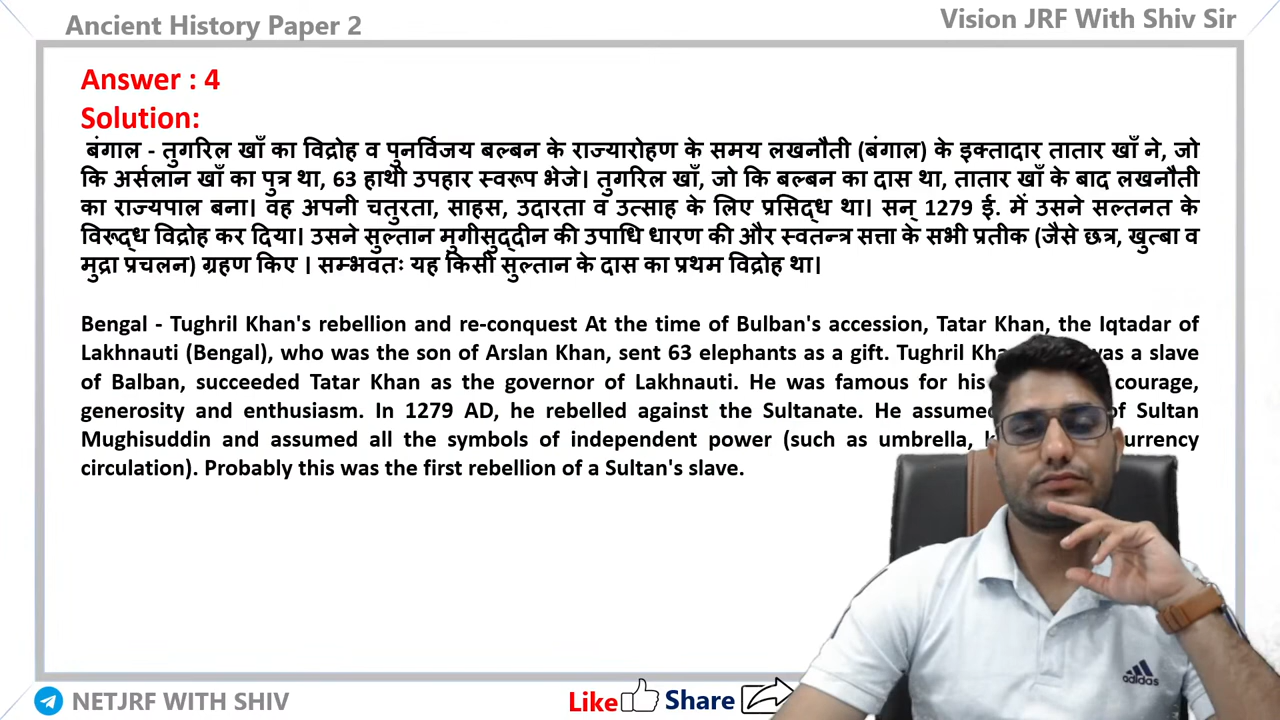 Ancient History Paper 2
Vision JRF With Shiv Sir
Answer : 4
Solution:
बंगाल - तुगरिल खाँ का विद्रोह व पुनर्विजय बल्बन के राज्यारोहण के समय लखनौती (बंगाल) के इक्तादार तातार खाँ ने, जो
कि अर्सलान खाँ का पुत्र था, 63 हाथी उपहार स्वरूप भेजे। तुगरिल खाँ, जो कि बल्बन का दास था, तातार खाँ के बाद लखनौती
का राज्यपाल बना। वह अपनी चतुरता, साहस, उदारता व उत्साह के लिए प्रसिद्ध था। सन् 1279 ई. में उसने सल्तनत के
विरूद्ध विद्रोह कर दिया। उसने सुल्तान मुगीसुद्दीन की उपाधि धारण की और स्वतन्त्र सत्ता के सभी प्रतीक (जैसे छत्र, खुत्बा व
मुद्रा प्रचलन) ग्रहण किए । सम्भवतः यह किसी सुल्तान के दास का प्रथम विद्रोह था।
Bengal - Tughril Khan's rebellion and re-conquest At the time of Bulban's accession, Tatar Khan, the Iqtadar of
Lakhnauti (Bengal), who was the son of Arslan Khan, sent 63 elephants as a gift. Tughril was a slave
of Balban, succeeded Tatar Khan as the governor of Lakhnauti. He was famous for his courage,
generosity and enthusiasm. In 1279 AD, he rebelled against the Sultanate. He of Sultan
Mughisuddin and assumed all the symbols of independent power (such as umbrella,
circulation). Probably this was the first rebellion of a Sultan's slave.
adidas
NETJRF WITH SHIV
Like Share